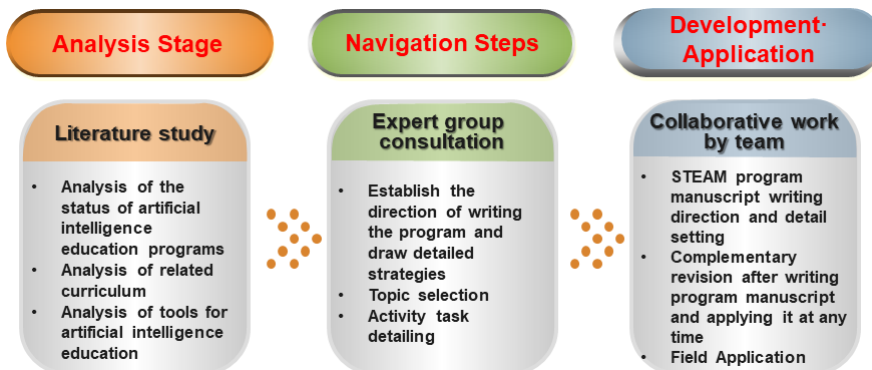 Analysis Stage
Navigation Steps
Development·
Application
Literature study
• Analysis of the
status of artificial
intelligence
education programs
• Analysis of related
curriculum
• Analysis of tools for
artificial intelligence
education
Expert group
consultation
• Establish the
direction of writing
the program and
draw detailed
strategies
• Topic selection
• Activity task
detailing
Collaborative work
by team
• STEAM program
manuscript writing
direction and detail
setting
• Complementary
revision after writing
program manuscript
and applying it at any
time
• Field Application